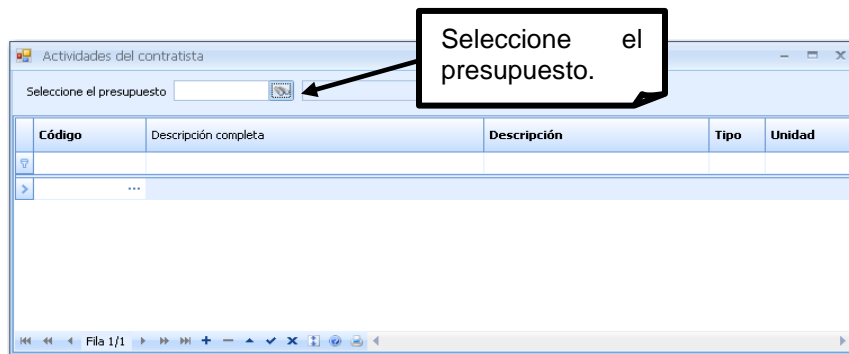 Seleccione el
presupuesto.
Actividades del contratista
Seleccione el presupuesto
Código Descripción completa Descripción Tipo Unidad
...
Fila 1/1